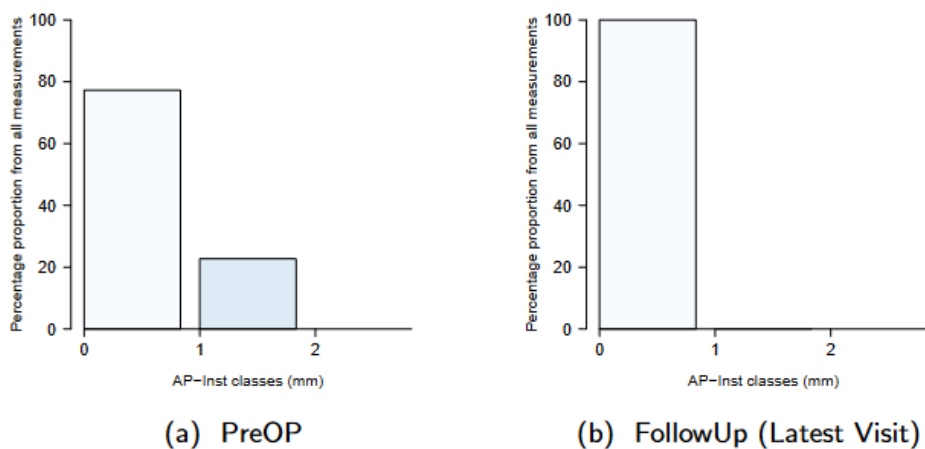 Percentage proportion from all measurements
100
80
60
40
20
0
0 1 2
AP-Inst classes (mm)
(a) PreOP
Percentage proportion from all measurements
100
80
60
40
20
0
0 1 2
AP-Inst classes (mm)
(b) FollowUp (Latest Visit)